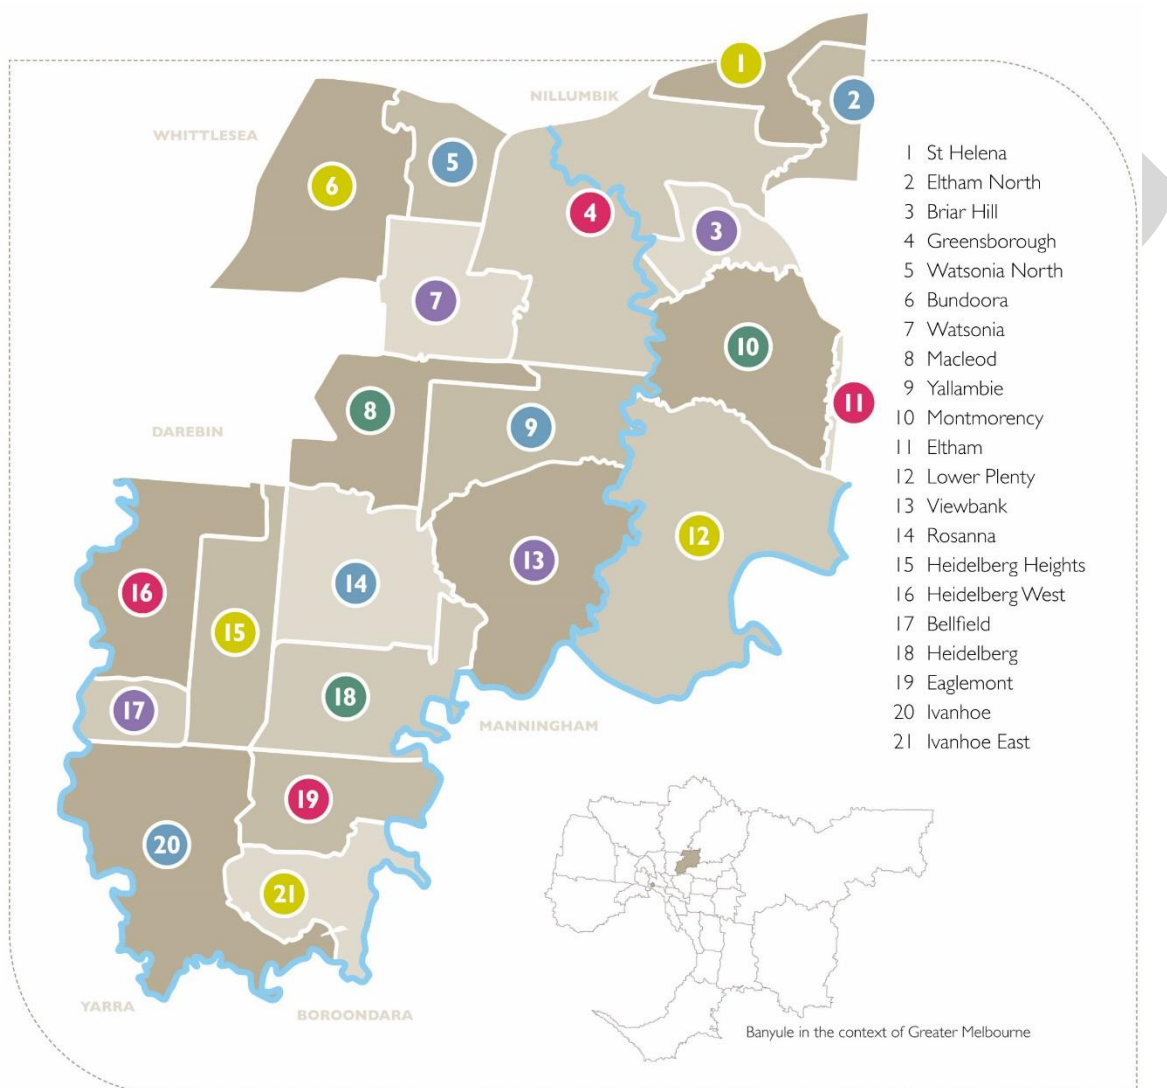 1
NILLUMBIK
2
WHITTLESEA
5
6
4
3
7
10
8
11
DAREBIN
9
12
13
14
16
15
18
17
MANNINGHAM
19
20
21
YARRA
BOROONDARA
1 St Helena
2 Eltham North
3 Briar Hill
4 Greensborough
5 Watsonia North
6 Bundoora
7 Watsonia
8 Macleod
9 Yallambie
10 Montmorency
11 Eltham
12 Lower Plenty
13 Viewbank
14 Rosanna
15 Heidelberg Heights
16 Heidelberg West
17 Bellfield
18 Heidelberg
19 Eaglemont
20 Ivanhoe
21 Ivanhoe East
Banyule in the context of Greater Melbourne